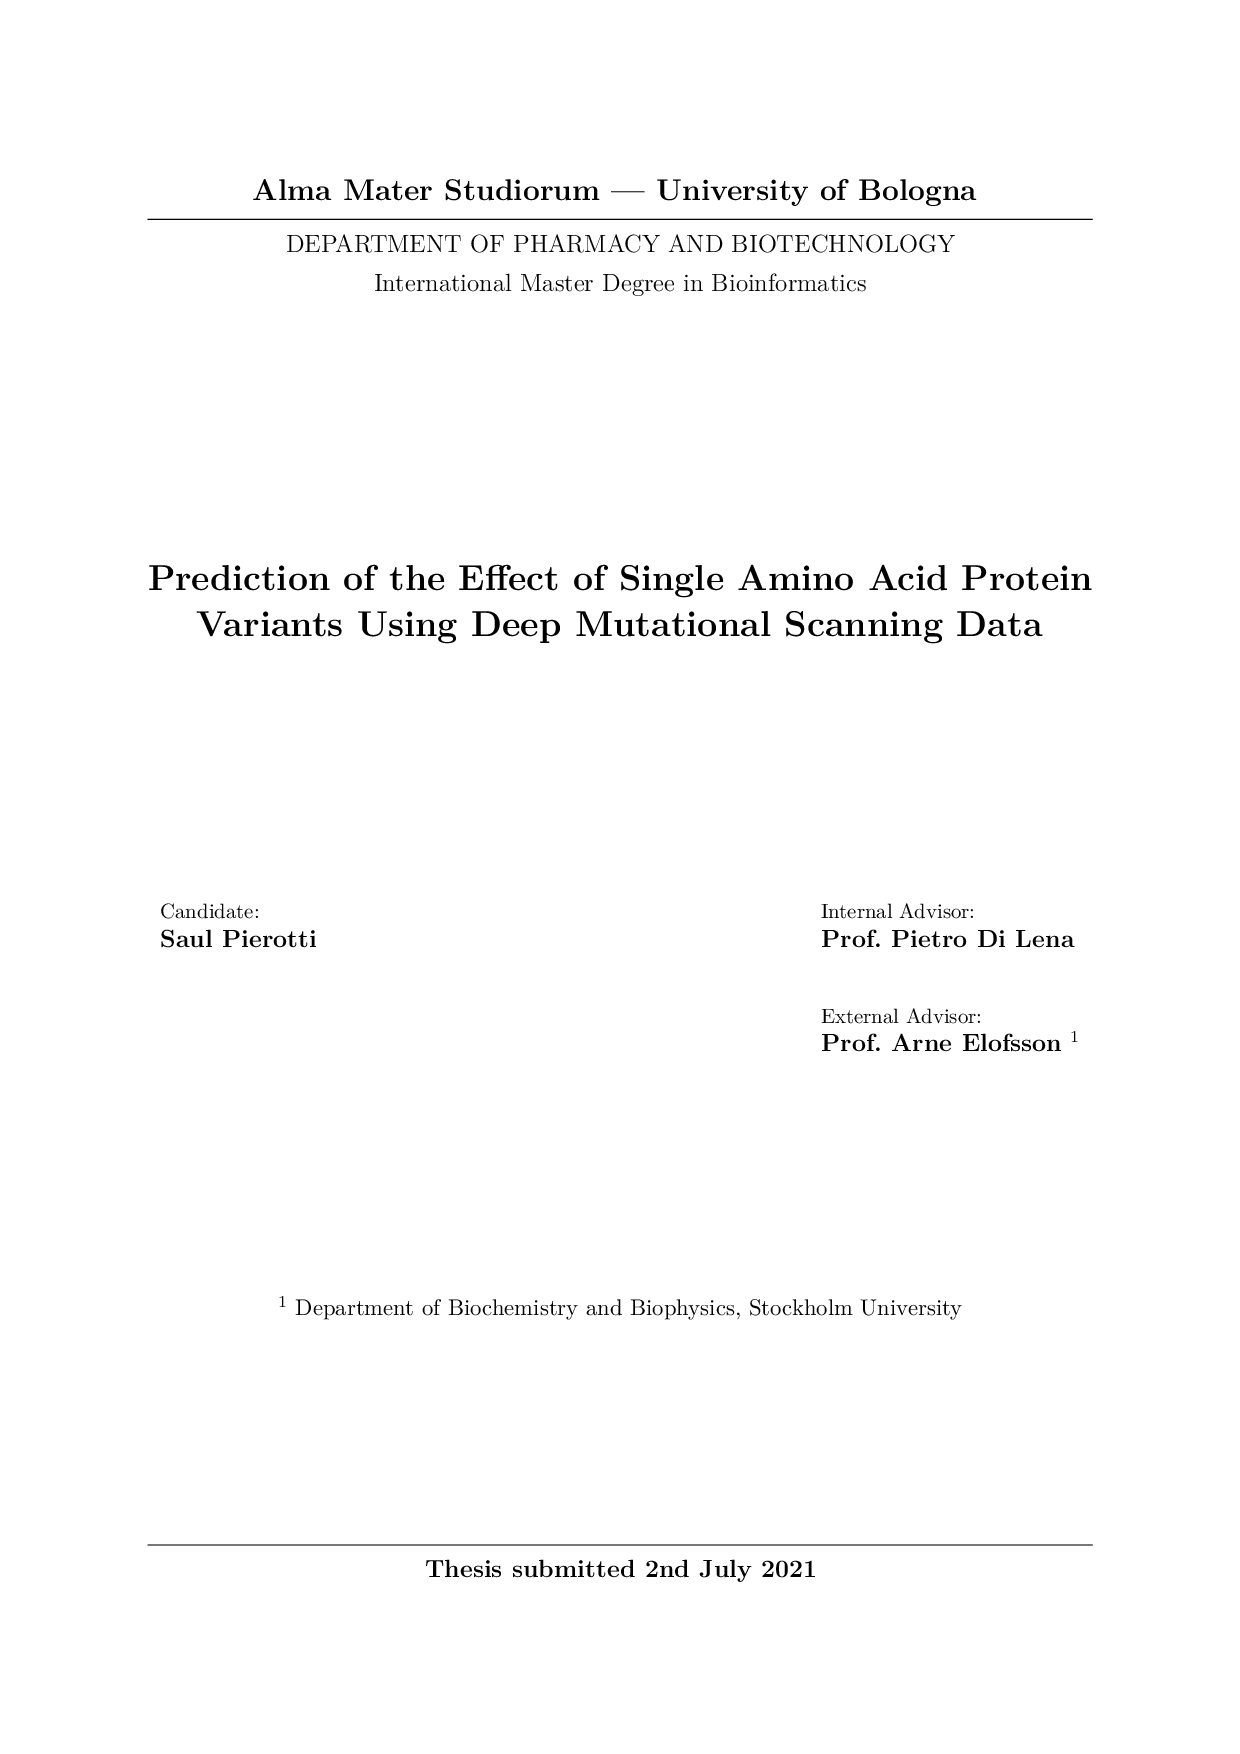 Alma Mater Studiorum — University of Bologna
DEPARTMENT OF PHARMACY AND BIOTECHNOLOGY
International Master Degree in Bioinformatics
Prediction of the Effect of Single Amino Acid Protein
Variants Using Deep Mutational Scanning Data
Candidate:
Saul Pierotti
Internal Advisor:
Prof. Pietro Di Lena
External Advisor:
Prof. Arne Elofsson 1
1 Department of Biochemistry and Biophysics, Stockholm University
Thesis submitted 2nd July 2021